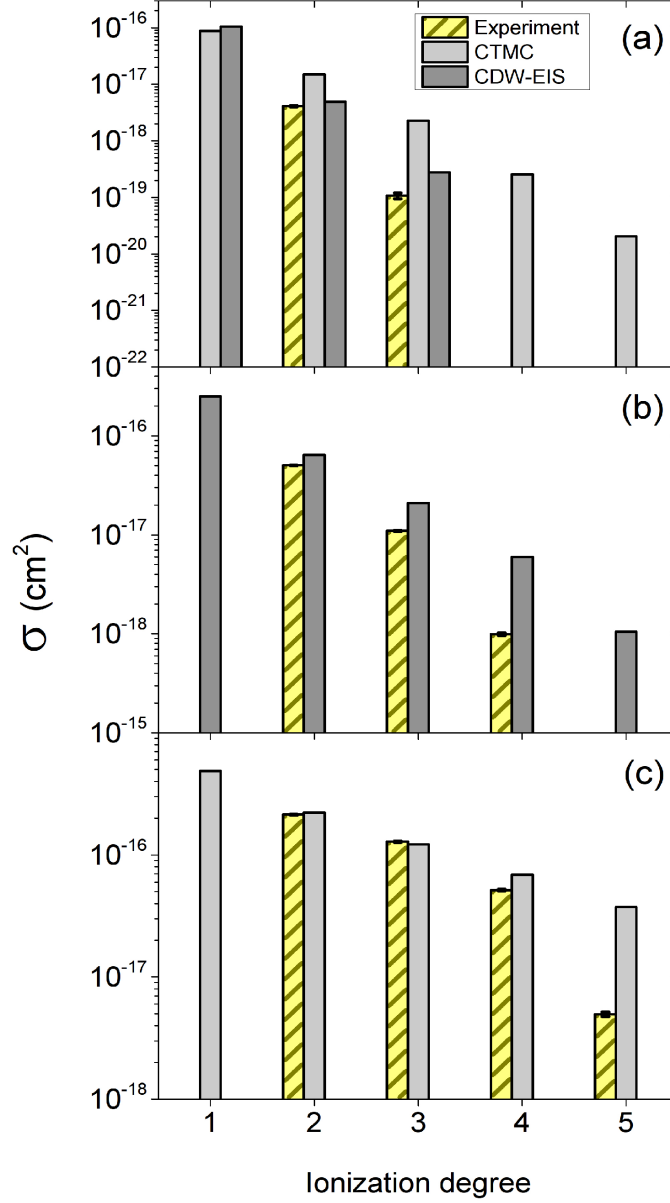 Experiment
CTMC
CDW-EIS
(a)
10⁻¹⁶
10⁻¹⁷
10⁻¹⁸
10⁻¹⁹
10⁻²⁰
10⁻²¹
10⁻²²
(b)
10⁻¹⁶
10⁻¹⁷
10⁻¹⁸
10⁻¹⁵
σ (cm²)
(c)
10⁻¹⁶
10⁻¹⁷
10⁻¹⁸
1 2 3 4 5
Ionization degree